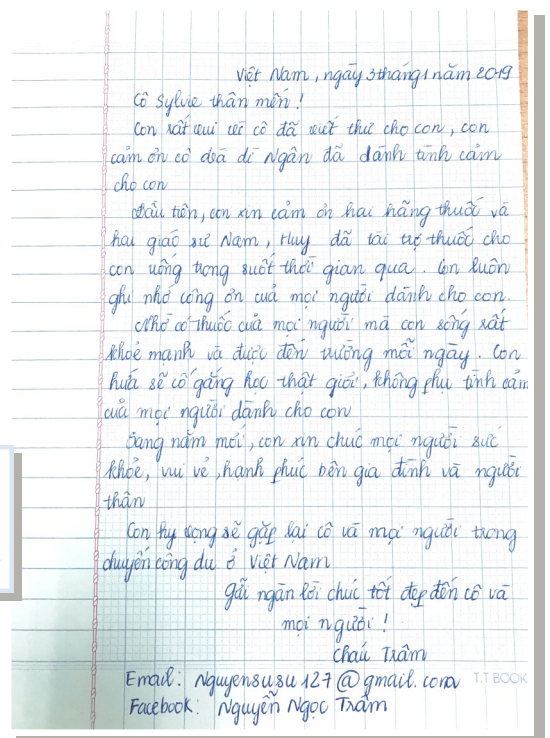 Việt Nam, ngày 3 tháng 1 năm 2019
Cô Sylvie thân mến!
Con rất vui vì cô đã viết thư cho con, con
cảm ơn cô dì Ngân đã dành tình cảm
cho con
Đầu tiên, con xin cảm ơn hai hãng thuốc và
hai giáo sư Nam, Huy đã tài trợ thuốc cho
con uống trong suốt thời gian qua. Con luôn
ghi nhớ công ơn của mọi người dành cho con.
Nhờ có thuốc của mọi người mà con sống rất
khoẻ mạnh và được đến trường mỗi ngày. Con
hứa sẽ cố gắng học thật giỏi, không phụ tình cảm
của mọi người dành cho con
Sang năm mới, con xin chúc mọi người sức
khỏe, vui vẻ, hạnh phúc bên gia đình và người
thân
Con hy vọng sẽ gặp lại cô và mọi người trong
chuyến công du ở Việt Nam
Gửi ngàn lời chúc tốt đẹp đến cô và
mọi người!
Cháu Trâm
Email: Nguyensusu127@gmail.com
T.T BOOK
Facebook: Nguyễn Ngọc Trâm